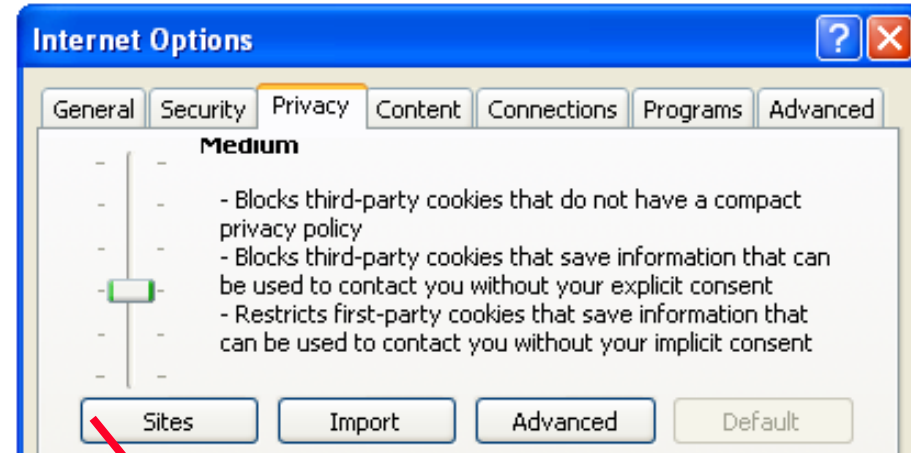 Internet Options
General Security Privacy Content Connections Programs Advanced
Medium
- Blocks third-party cookies that do not have a compact
privacy policy
- Blocks third-party cookies that save information that can
be used to contact you without your explicit consent
- Restricts first-party cookies that save information that
can be used to contact you without your implicit consent
Sites Import Advanced Default